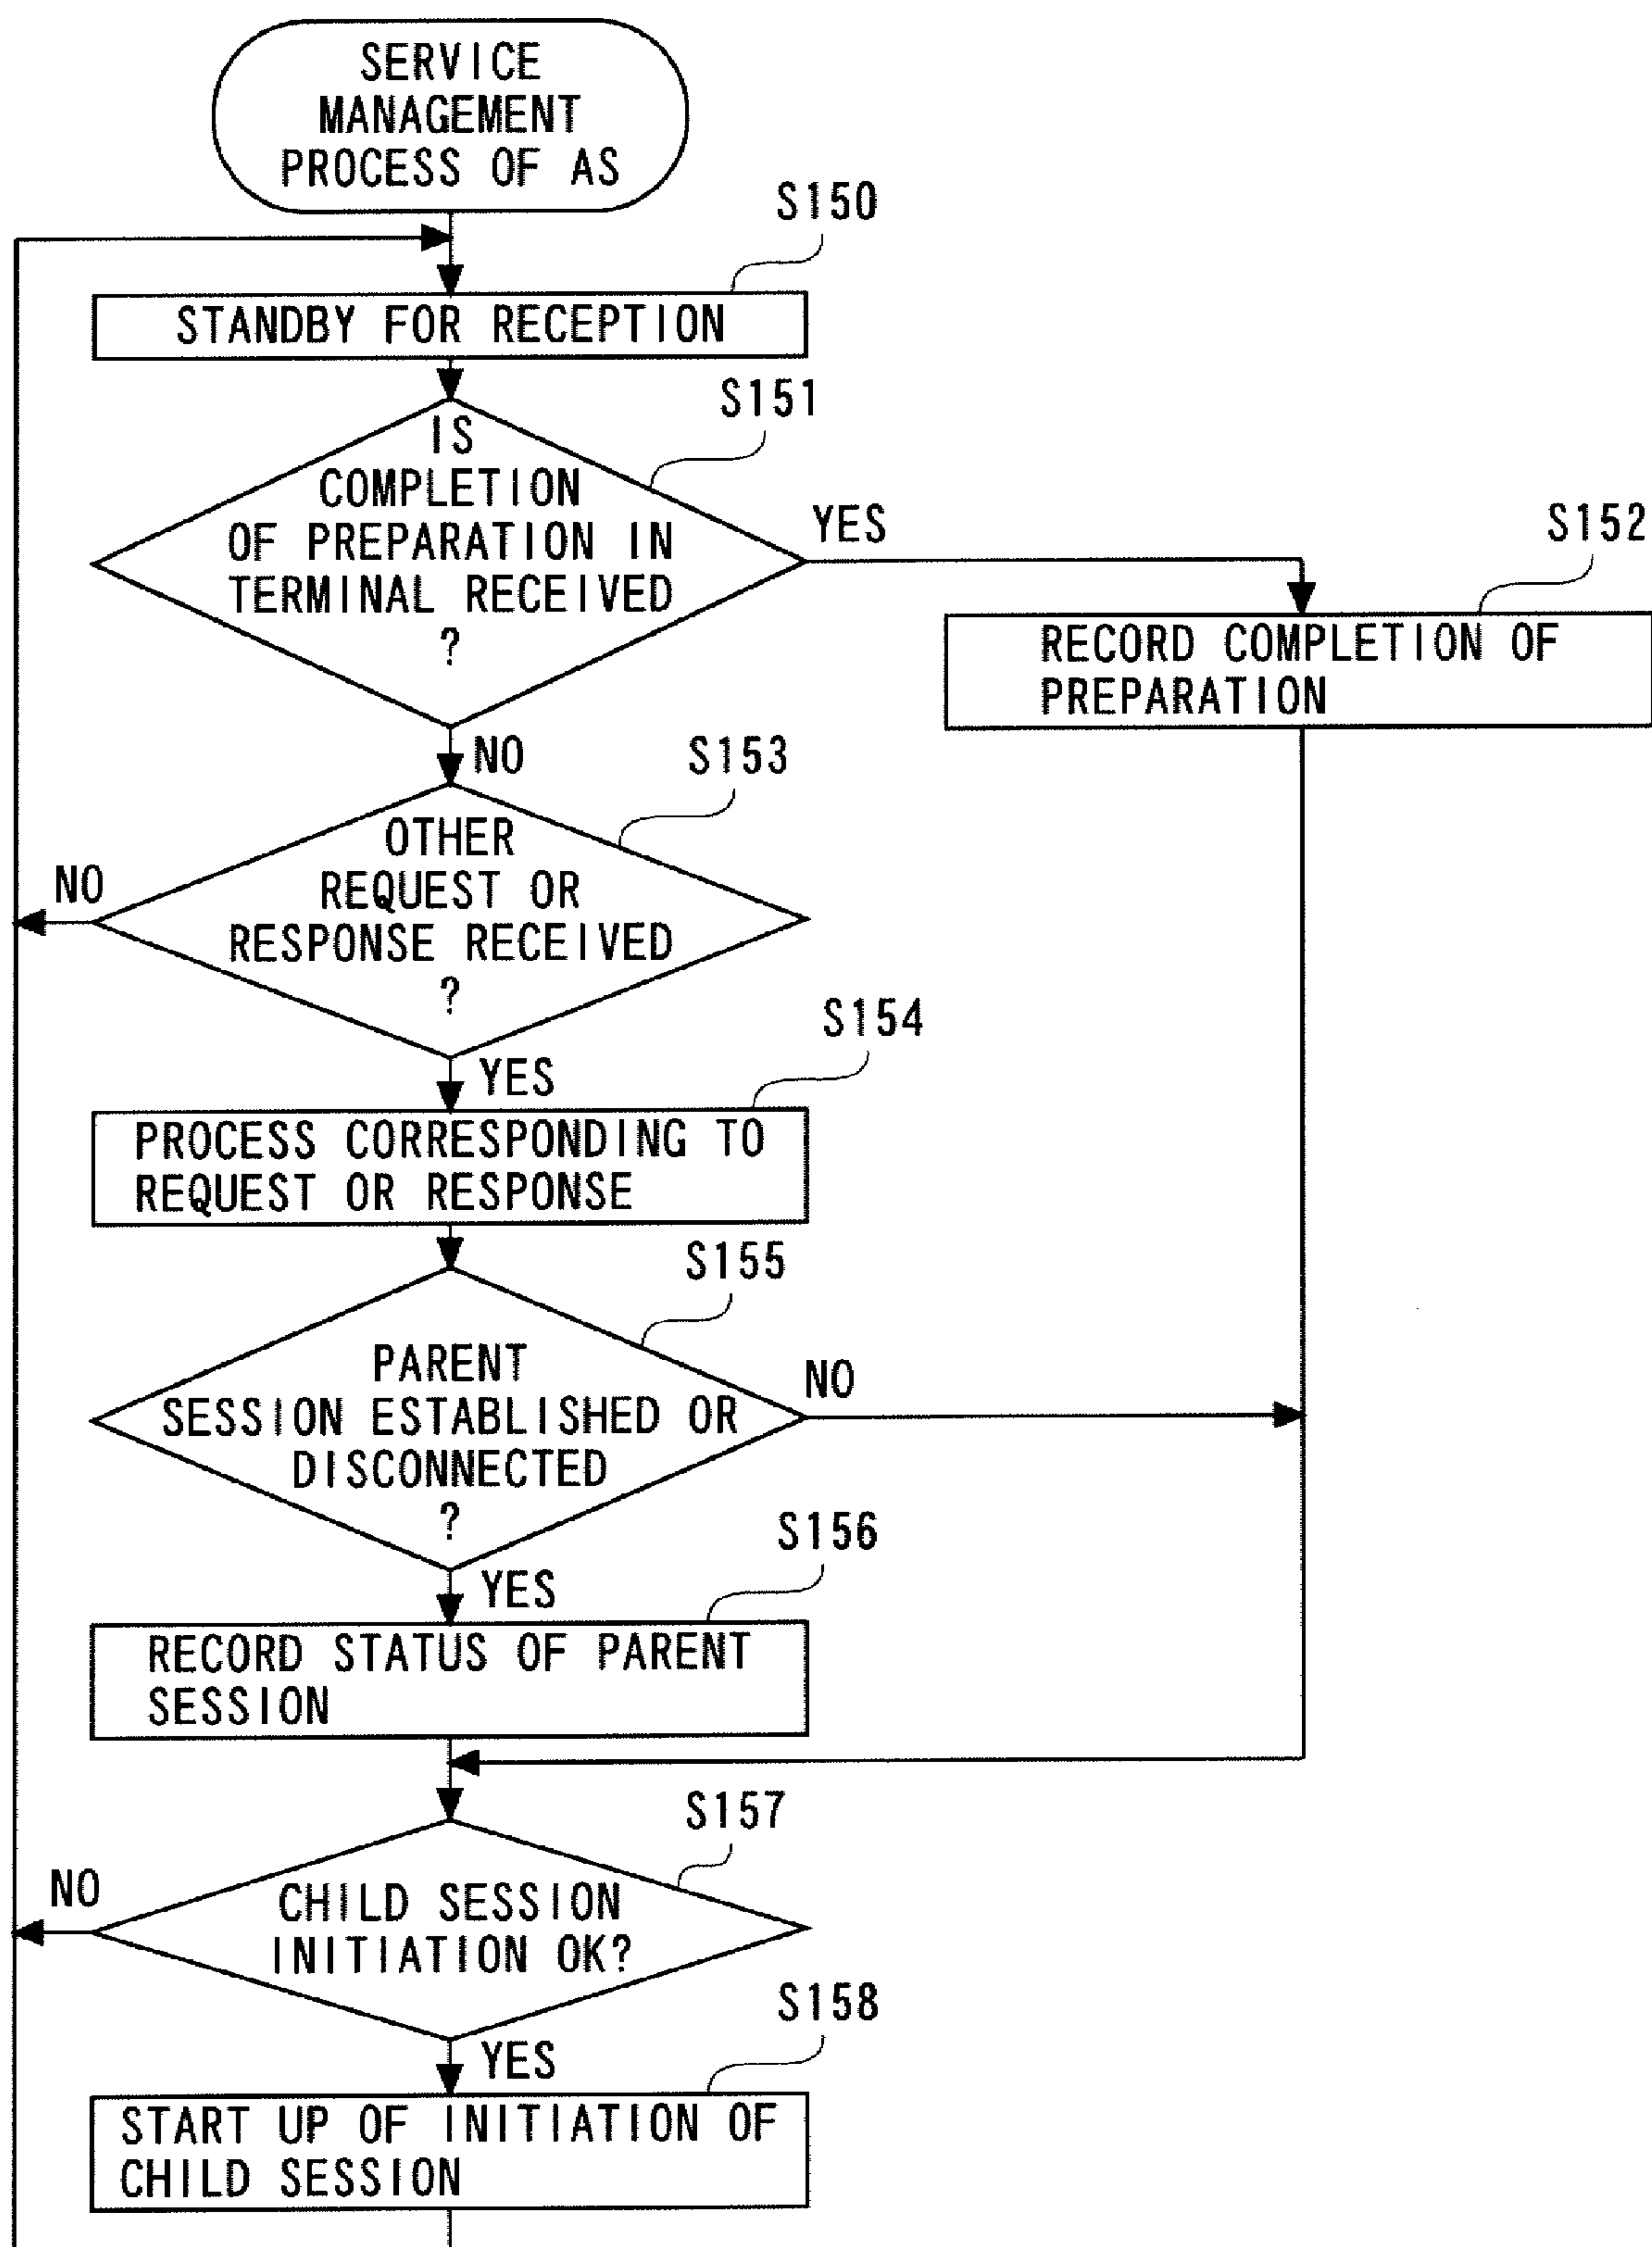 SERVICE
MANAGEMENT
PROCESS OF AS
S150
STANDBY FOR RECEPTION
S151
IS
COMPLETION
OF PREPARATION IN
TERMINAL RECEIVED
?
YES
S152
RECORD COMPLETION OF
PREPARATION
NO
S153
OTHER
REQUEST OR
RESPONSE RECEIVED
?
NO
S154
YES
PROCESS CORRESPONDING TO
REQUEST OR RESPONSE
S155
PARENT
SESSION ESTABLISHED OR
DISCONNECTED
?
NO
S156
YES
RECORD STATUS OF PARENT
SESSION
S157
CHILD SESSION
INITIATION OK?
NO
S158
YES
START UP OF INITIATION OF
CHILD SESSION